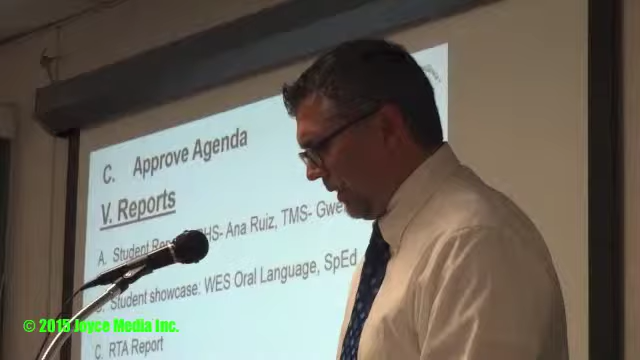 C. Approve Agenda
V. Reports
A. Student HS- Ana Ruiz, TMS- Gwe
Student showcase: WES Oral Language, SpEd
C. RTA Report
© 2015 Joyce Media Inc.